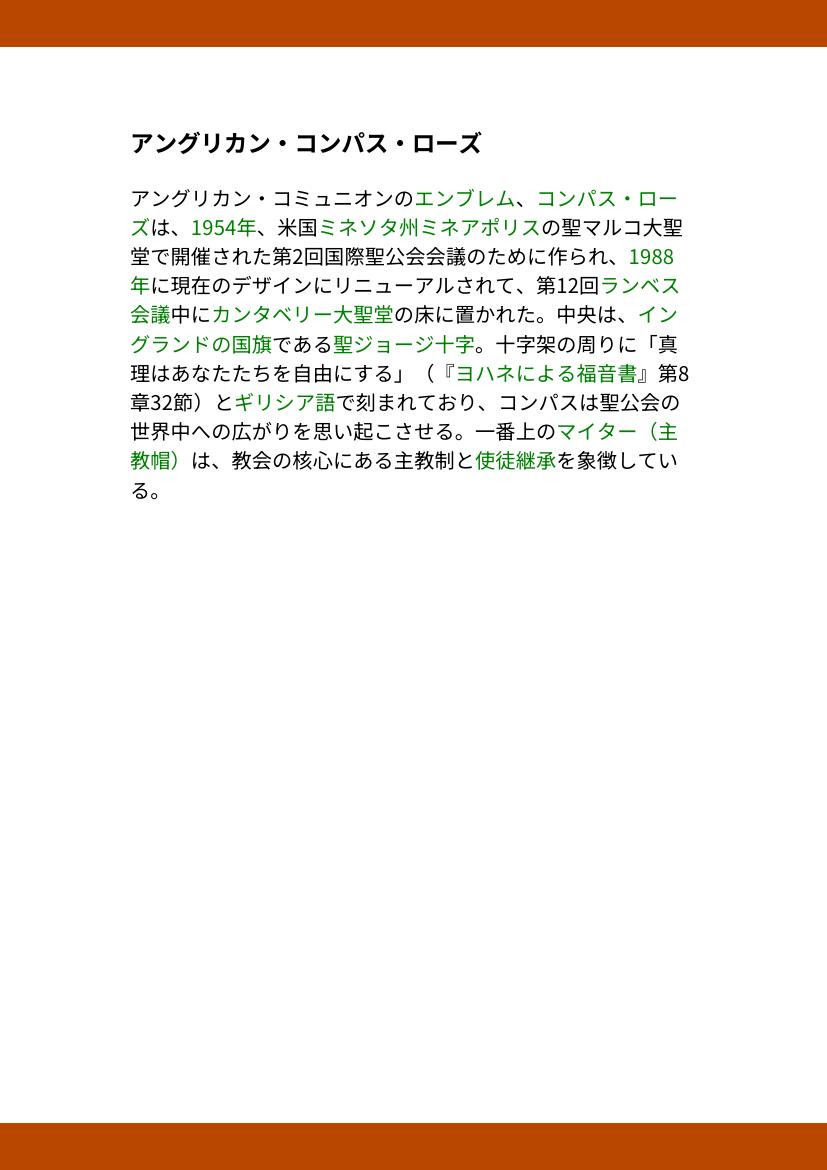 アングリカン・コンパス・ローズ
アングリカン・コミュニオンのエンブレム、コンパス・ロー
ズは、1954年、米国ミネソタ州ミネアポリスの聖マルコ大聖
堂で開催された第2回国際聖公会会議のために作られ、1988
年に現在のデザインにリニューアルされて、第12回ランベス
会議中にカンタベリー大聖堂の床に置かれた。中央は、イン
グランドの国旗である聖ジョージ十字。十字架の周りに「真
理はあなたたちを自由にする」（『ヨハネによる福音書』第8
章32節）とギリシア語で刻まれており、コンパスは聖公会の
世界中への広がりを思い起こさせる。一番上のマイター（主
教帽）は、教会の核心にある主教制と使徒継承を象徴してい
る。